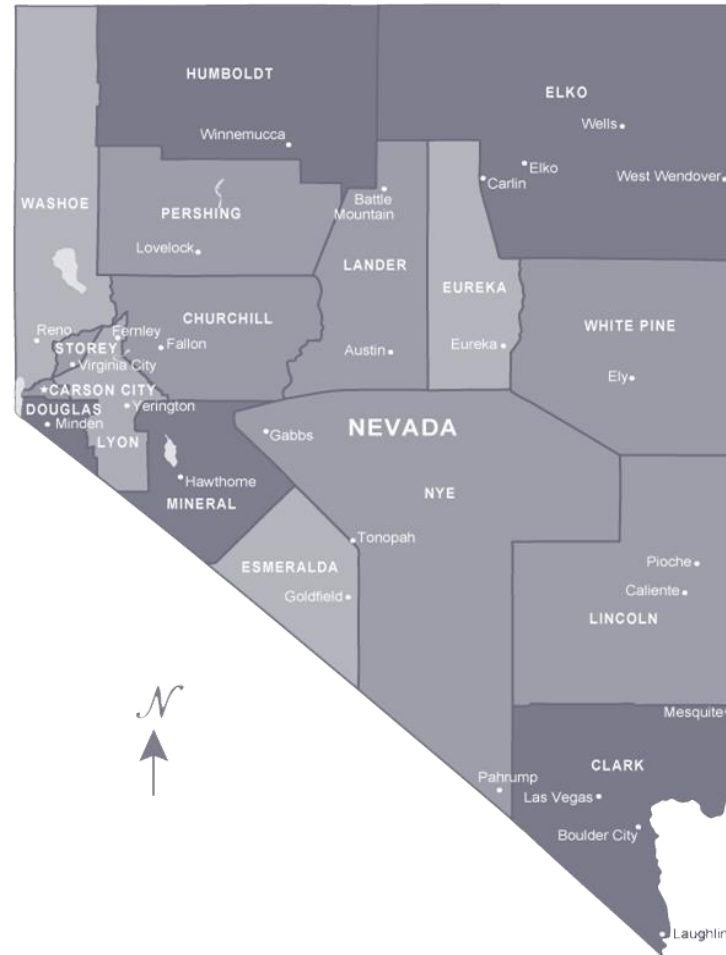 HUMBOLDT
ELKO
Wells
Winnemucca
Elko
Carlin
West Wendover
WASHOE
Battle
Mountain
PERSHING
Lovelock
LANDER
EUREKA
CHURCHILL
WHITE PINE
Reno
Fernley
STOREY
Fallon
Austin
Eureka
Virginia City
Ely
CARSON CITY
DOUGLAS
Yerington
Minden
NEVADA
Gabbs
LYON
Hawthorne
NYE
MINERAL
Tonopah
ESMERALDA
Pioche
Goldfield
Caliente
LINCOLN
N
Mesquite
CLARK
Pahrump
Las Vegas
Boulder City
Laughlin